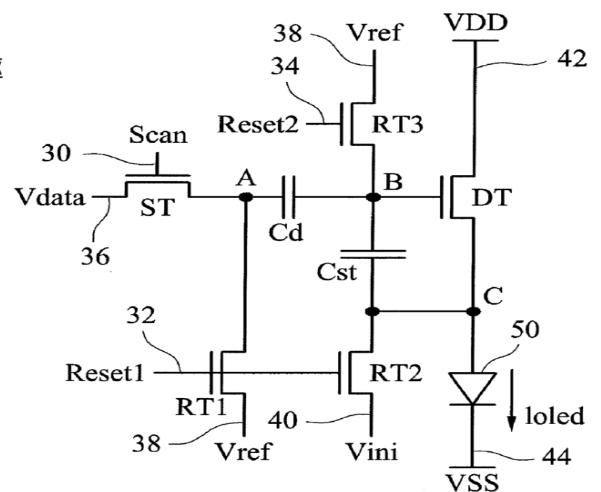 38
Vref
VDD
34
42
Reset2
RT3
Scan
30
A
B
Vdata
ST
Cd
DT
36
Cst
C
32
50
Reset1
RT1
RT2
Ioled
38
40
44
Vref
Vini
VSS